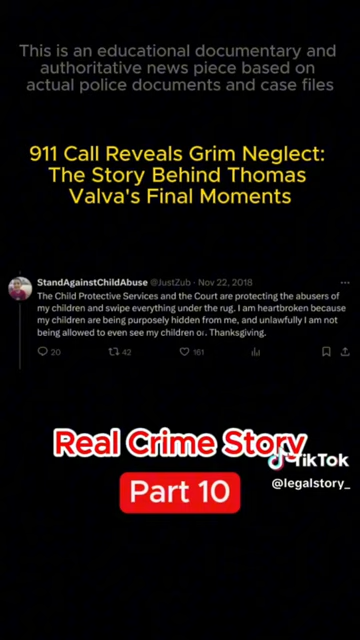 This is an educational documentary and
authoritative news piece based on
actual police documents and case files
911 Call Reveals Grim Neglect:
The Story Behind Thomas
Valva's Final Moments
StandAgainstChildAbuse @JustZub · Nov 22, 2018
The Child Protective Services and the Court are protecting the abusers of
my children and swipe everything under the rug. I am heartbroken because
my children are being purposely hidden from me, and unlawfully I am not
being allowed to even see my children Thanksgiving.
20 42 161
Real Crime Story
Part 10
TikTok
@legalstory_